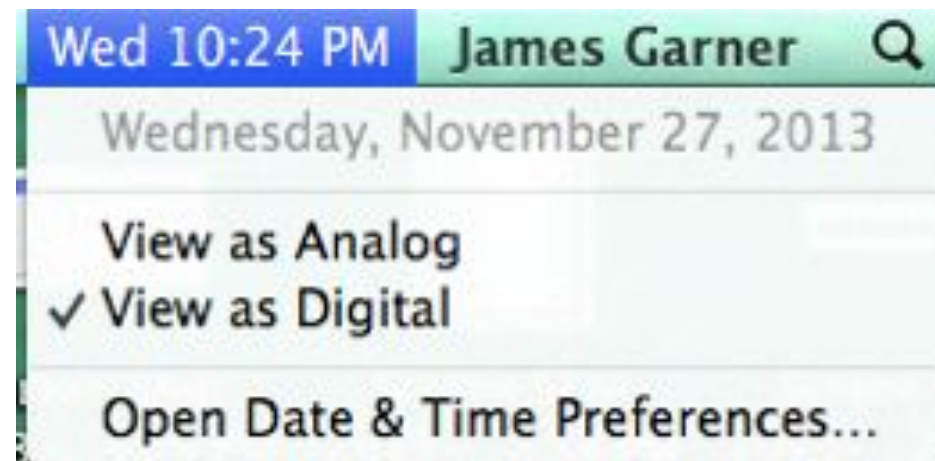 Wed 10:24 PM James Garner
Wednesday, November 27, 2013
View as Analog
✓ View as Digital
Open Date & Time Preferences...